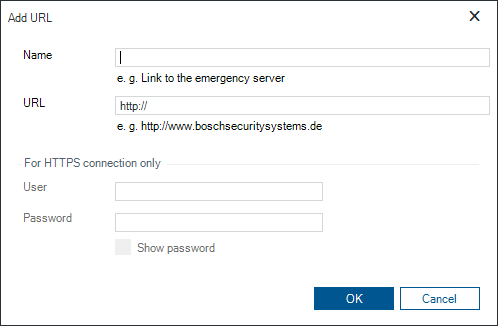 Add URL
Name
e. g. Link to the emergency server
URL
http://
e. g. http://www.boschsecuritysystems.de
For HTTPS connection only
User
Password
Show password
OK
Cancel